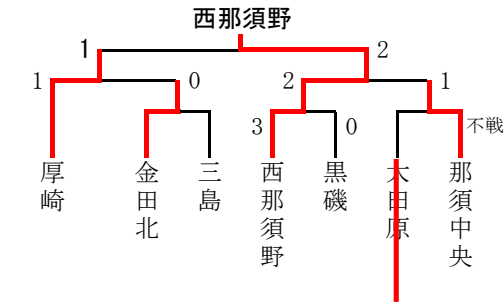 西那須野
1 2
1 0 2 1
3 0 不戦
厚崎 金田北 三島 西那須野 黒磯 大田原 那須中央